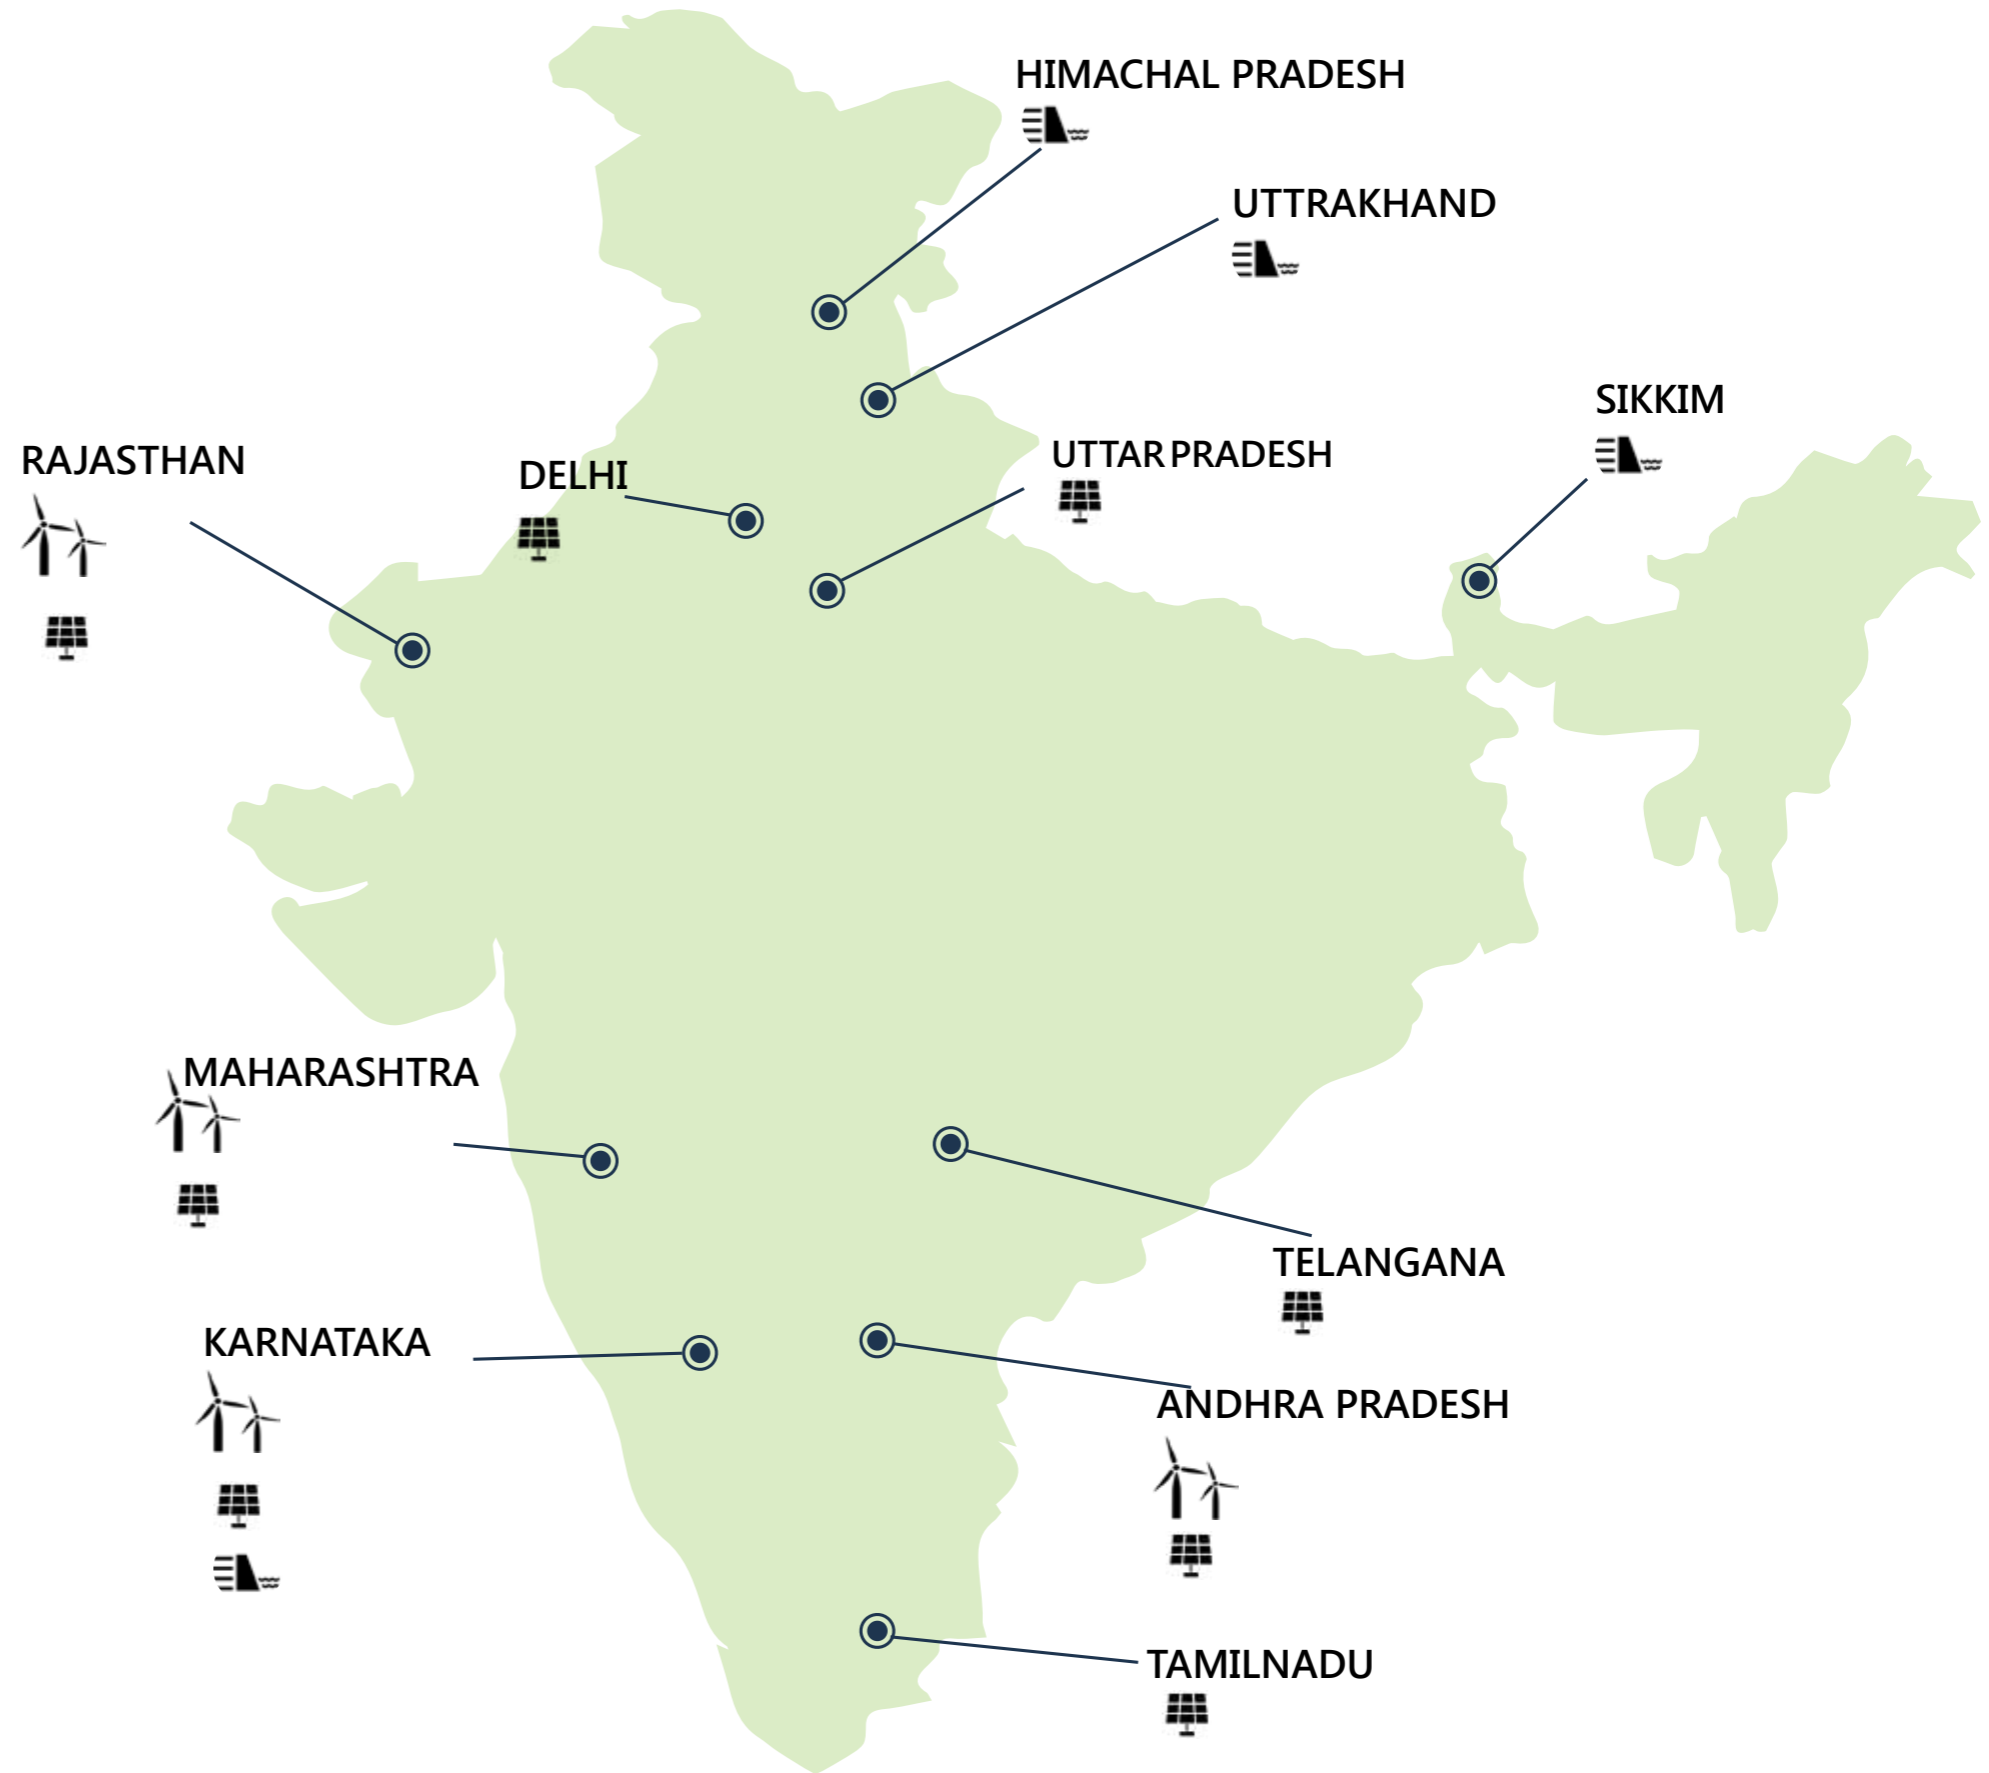 HIMACHAL PRADESH
UTTRAKHAND
SIKKIM
UTTAR PRADESH
RAJASTHAN
DELHI
MAHARASHTRA
TELANGANA
KARNATAKA
ANDHRA PRADESH
TAMILNADU